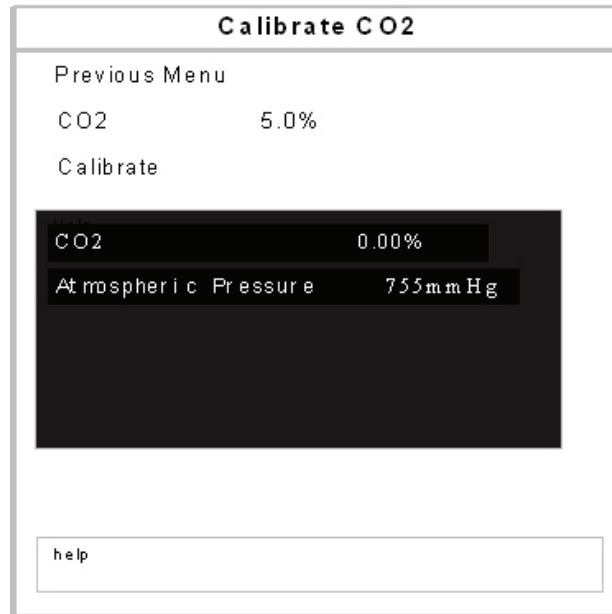 Calibrate CO2
Previous Menu
CO2 5.0%
Calibrate
CO2 0.00%
Atmospheric Pressure 755mmHg
help